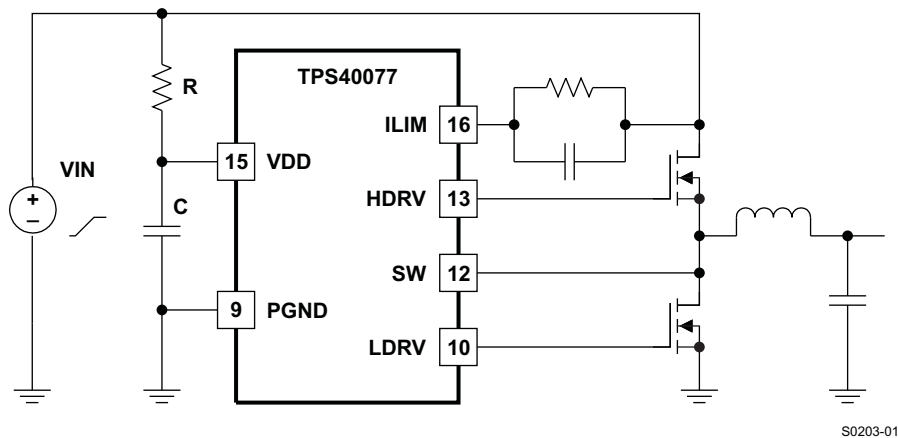 TPS40077
R
ILIM
16
15
VDD
VIN
+
−
C
HDRV
13
SW
12
9
PGND
LDRV
10
S0203-01